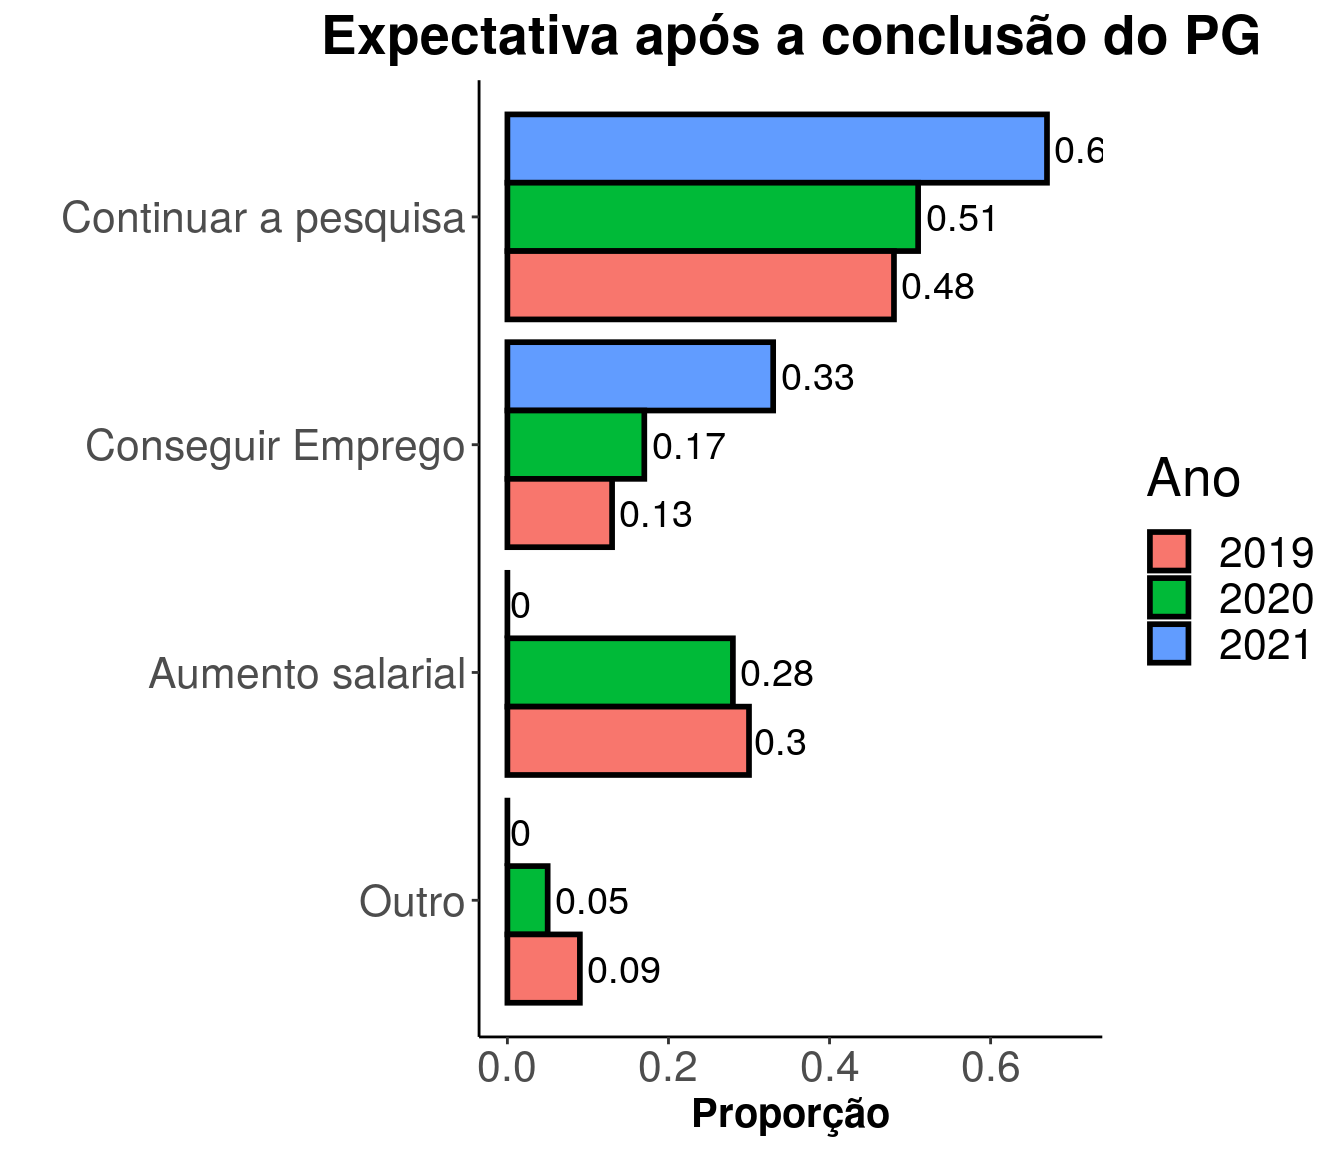 Expectativa após a conclusão do PG
Continuar a pesquisa
0.6
0.51
0.48
Conseguir Emprego
0.33
0.17
0.13
Aumento salarial
0
0.28
0.3
Outro
0
0.05
0.09
0.0 0.2 0.4 0.6
Proporção
Ano
2019
2020
2021